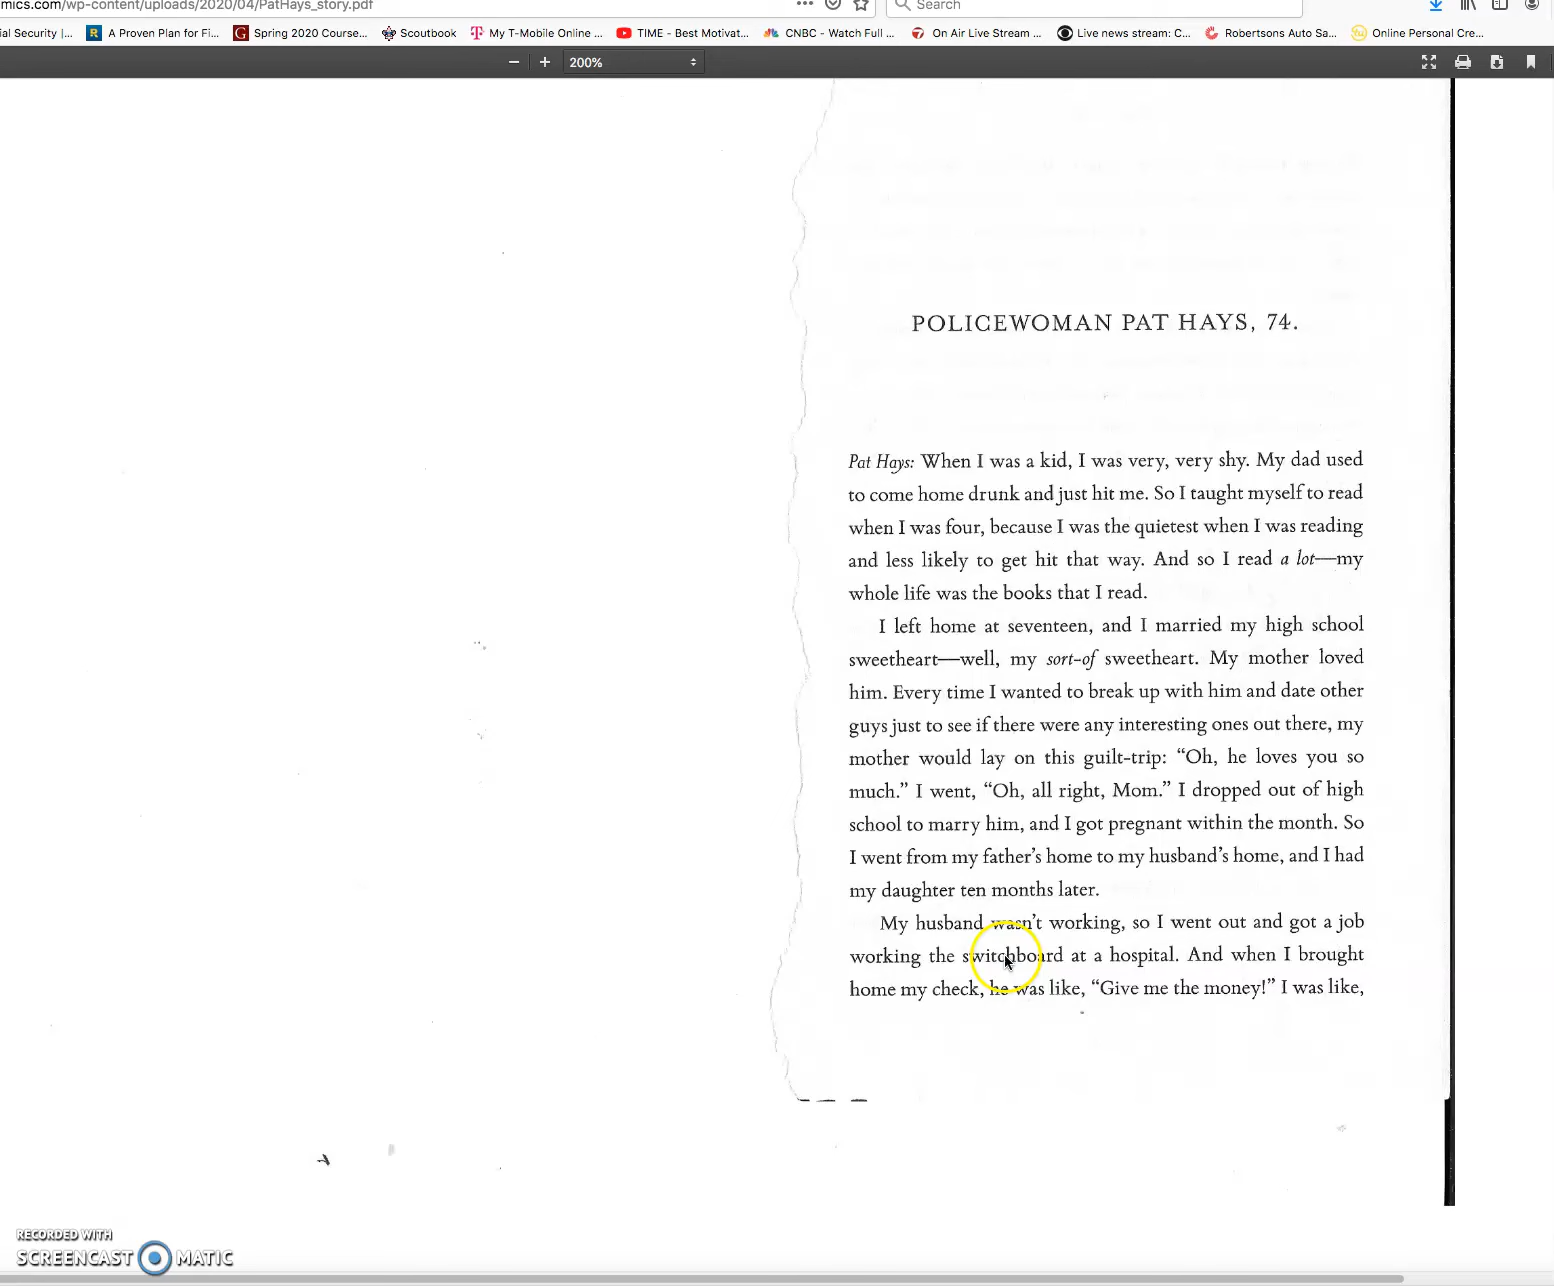 mics.com/wp-content/uploads/2020/04/PatHays_story.pdf
Search
ial Security |...
A Proven Plan for Fi...
Spring 2020 Course...
Scoutbook
My T-Mobile Online ...
TIME - Best Motivat...
CNBC - Watch Full ...
On Air Live Stream ...
Live news stream: C...
Robertsons Auto Sa...
Online Personal Cre...
200%
POLICEWOMAN PAT HAYS, 74.
Pat Hays: When I was a kid, I was very, very shy. My dad used
to come home drunk and just hit me. So I taught myself to read
when I was four, because I was the quietest when I was reading
and less likely to get hit that way. And so I read a lot—my
whole life was the books that I read.
I left home at seventeen, and I married my high school
sweetheart—well, my sort-of sweetheart. My mother loved
him. Every time I wanted to break up with him and date other
guys just to see if there were any interesting ones out there, my
mother would lay on this guilt-trip: “Oh, he loves you so
much.” I went, “Oh, all right, Mom.” I dropped out of high
school to marry him, and I got pregnant within the month. So
I went from my father’s home to my husband’s home, and I had
my daughter ten months later.
My husband wasn’t working, so I went out and got a job
working the switchboard at a hospital. And when I brought
home my check, he was like, “Give me the money!” I was like,
RECORDED WITH
SCREENCAST MATIC